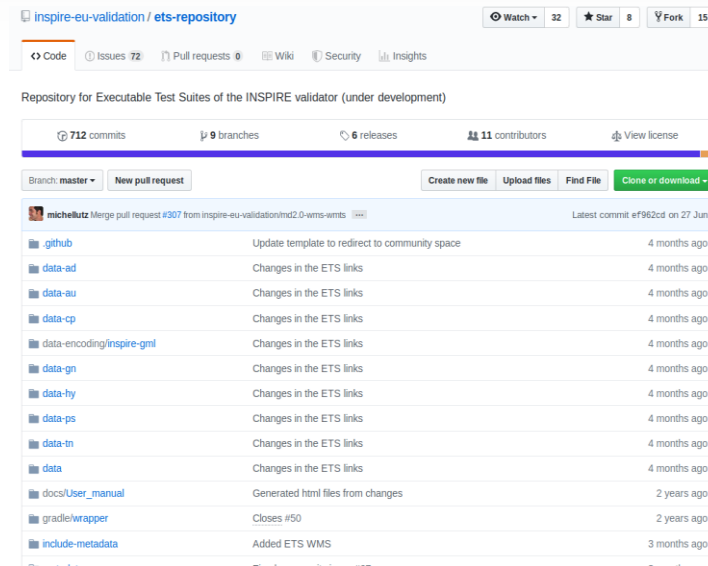 inspire-eu-validation / ets-repository
Watch 32 Star 8 Fork 15
Code Issues 72 Pull requests 0 Wiki Security Insights
Repository for Executable Test Suites of the INSPIRE validator (under development)
712 commits 9 branches 6 releases 11 contributors View license
Branch: master New pull request Create new file Upload files Find File Clone or download
michellutz Merge pull request #307 from inspire-eu-validation/md2.0-wms-wmts ... Latest commit ef962cd on 27 Jun
.github Update template to redirect to community space 4 months ago
data-ad Changes in the ETS links 4 months ago
data-au Changes in the ETS links 4 months ago
data-cp Changes in the ETS links 4 months ago
data-encoding/inspire-gml Changes in the ETS links 4 months ago
data-gn Changes in the ETS links 4 months ago
data-hy Changes in the ETS links 4 months ago
data-ps Changes in the ETS links 4 months ago
data-tn Changes in the ETS links 4 months ago
data Changes in the ETS links 4 months ago
docs/User_manual Generated html files from changes 2 years ago
gradle/wrapper Closes #50 2 years ago
include-metadata Added ETS WMS 3 months ago